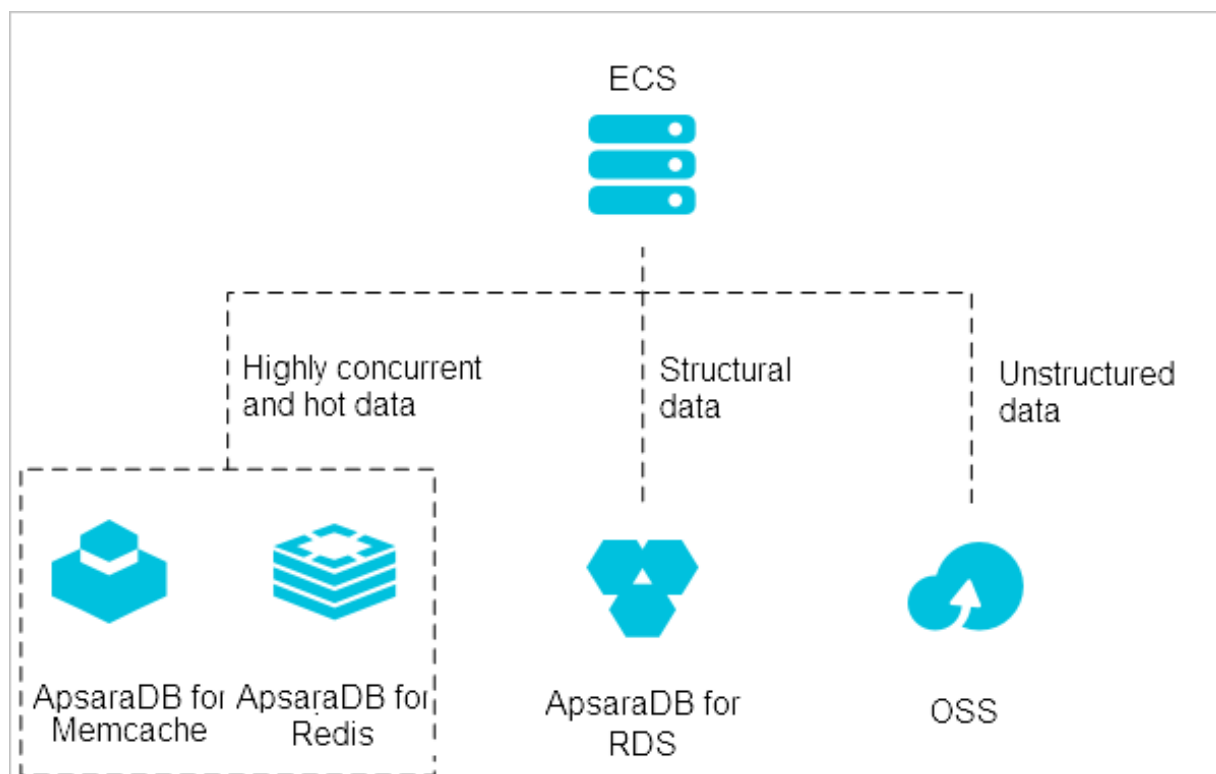 ECS
Highly concurrent
and hot data
Structural
data
Unstructured
data
ApsaraDB for
Memcache
ApsaraDB for
Redis
ApsaraDB for
RDS
OSS